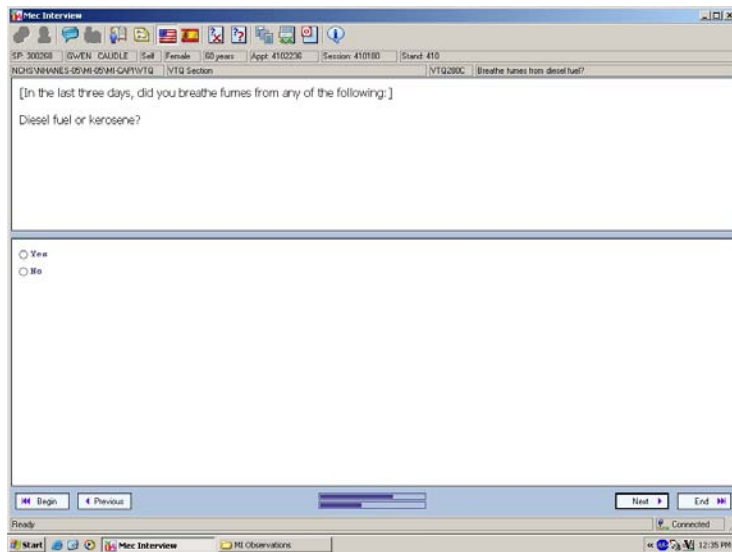 Mec Interview
SP: 300268 GWEN CAUDLE Self Female 60 years Appt: 4102236 Session: 410180 Stand: 410
NCHS\NHANES-05\MI-05\MI-CAPI\VTQ VTQ Section VTQ280C Breathe fumes from diesel fuel?
[In the last three days, did you breathe fumes from any of the following:]
Diesel fuel or kerosene?
Yes
No
Begin Previous Next End
Ready Connected
Start Mec Interview MI Observations 12:35 PM